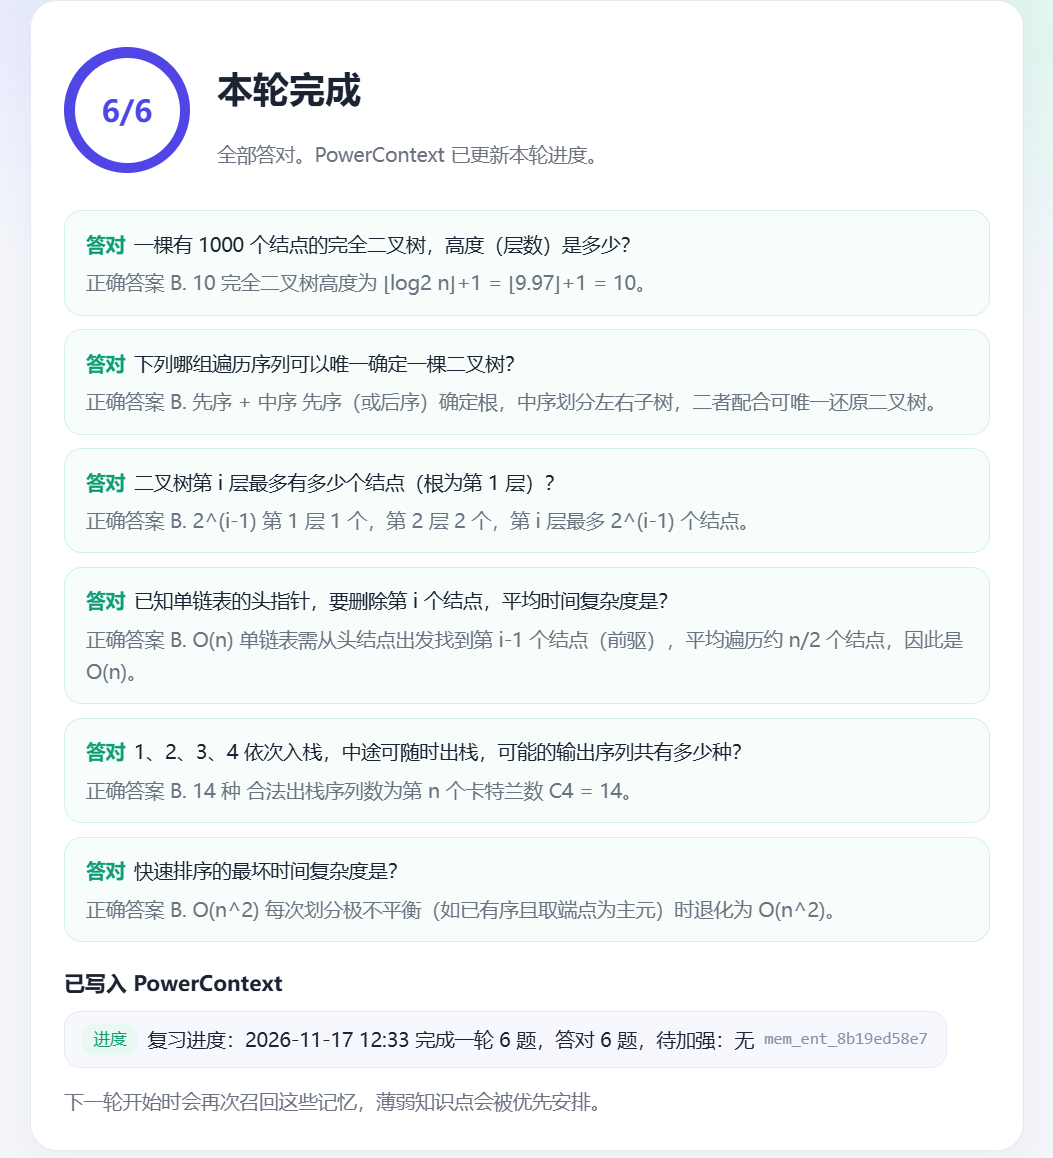 6/6
本轮完成
全部答对。PowerContext 已更新本轮进度。
答对 一棵有 1000 个结点的完全二叉树，高度（层数）是多少？
正确答案 B. 10 完全二叉树高度为 ⌊log2 n⌋+1 = ⌊9.97⌋+1 = 10。
答对 下列哪组遍历序列可以唯一确定一棵二叉树？
正确答案 B. 先序 + 中序 先序（或后序）确定根，中序划分左右子树，二者配合可唯一还原二叉树。
答对 二叉树第 i 层最多有多少个结点（根为第 1 层）？
正确答案 B. 2^(i-1) 第 1 层 1 个，第 2 层 2 个，第 i 层最多 2^(i-1) 个结点。
答对 已知单链表的头指针，要删除第 i 个结点，平均时间复杂度是？
正确答案 B. O(n) 单链表需从头结点出发找到第 i-1 个结点（前驱），平均遍历约 n/2 个结点，因此是
O(n)。
答对 1、2、3、4 依次入栈，中途可随时出栈，可能的输出序列共有多少种？
正确答案 B. 14 种 合法出栈序列数为第 n 个卡特兰数 C4 = 14。
答对 快速排序的最坏时间复杂度是？
正确答案 B. O(n^2) 每次划分极不平衡（如已有序且取端点为主元）时退化为 O(n^2)。
已写入 PowerContext
进度 复习进度：2026-11-17 12:33 完成一轮 6 题，答对 6 题，待加强：无 mem_ent_8b19ed58e7
下一轮开始时会再次召回这些记忆，薄弱知识点会被优先安排。